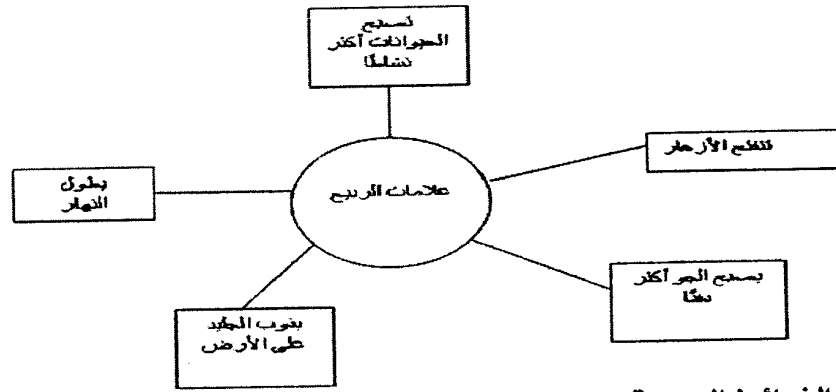 تصبح
الحيوانات أكثر
نشاطًا
تتفتح الأزهار
علامات الربيع
يطول
النهار
يصبح الجو أكثر
دفئًا
يذوب الجليد
على الأرض